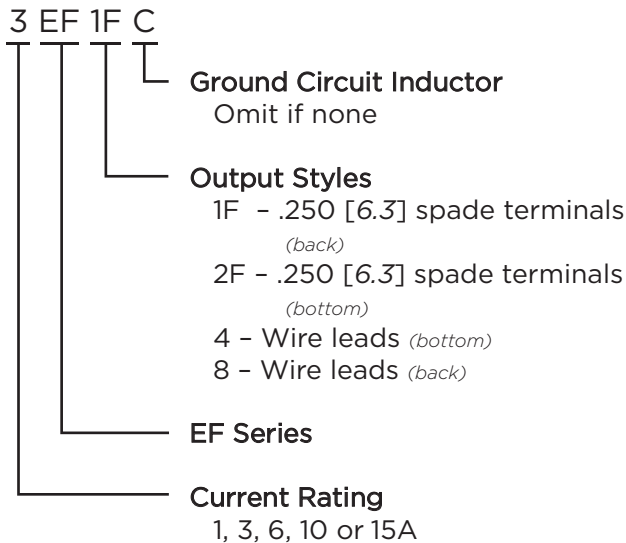 3 EF 1F C
Ground Circuit Inductor
Omit if none
Output Styles
1F – .250 [6.3] spade terminals
(back)
2F – .250 [6.3] spade terminals
(bottom)
4 – Wire leads (bottom)
8 – Wire leads (back)
EF Series
Current Rating
1, 3, 6, 10 or 15A